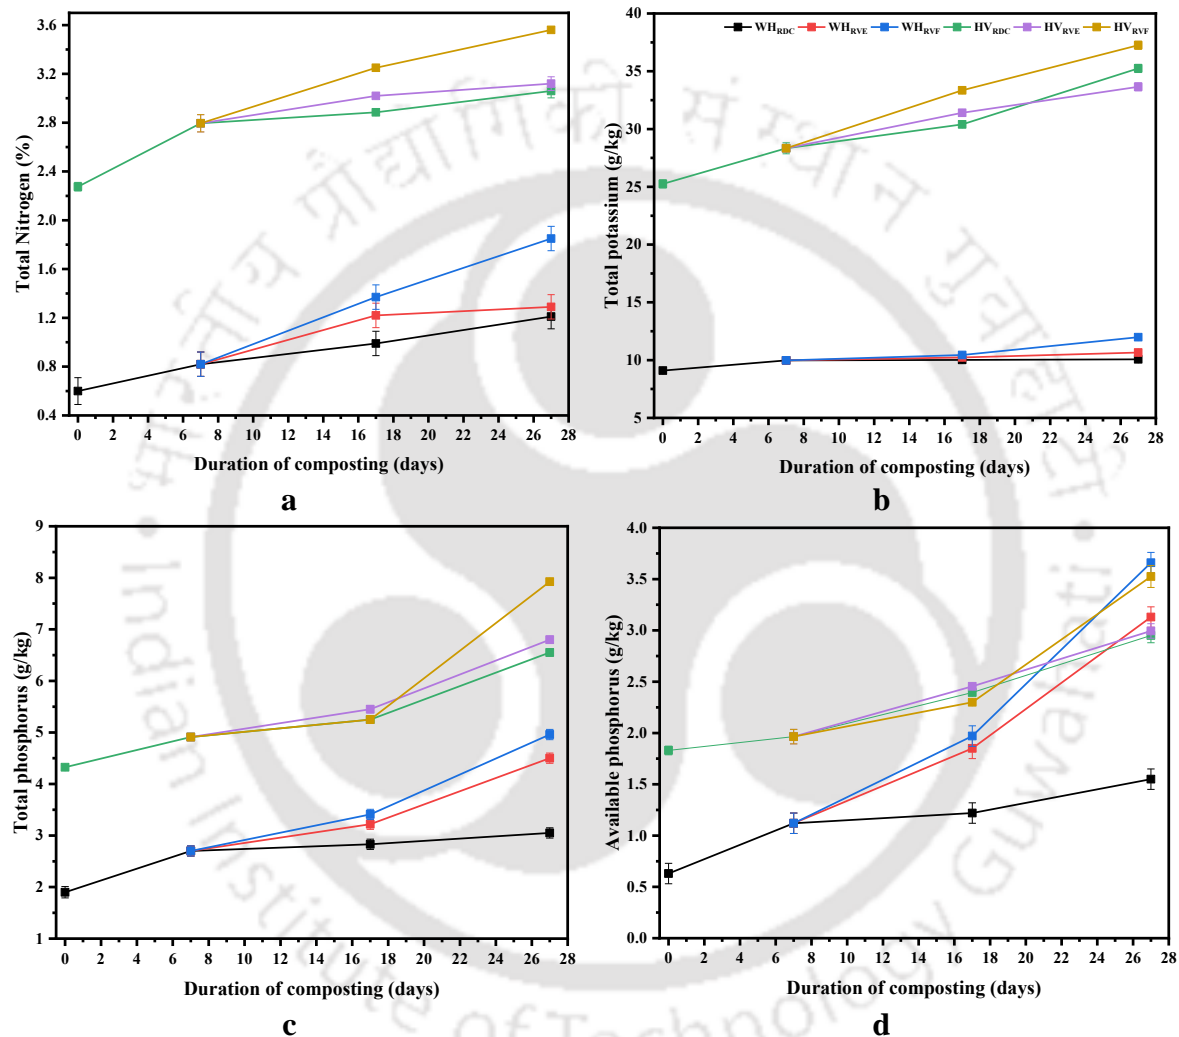 Total Nitrogen (%)
3.6
3.2
2.8
2.4
2.0
1.6
1.2
0.8
0.4
0 2 4 6 8 10 12 14 16 18 20 22 24 26 28
Duration of composting (days)
a
WH_RDC WH_RVE WH_RVF HV_RDC HV_RVE HV_RVF
Total potassium (g/kg)
40
35
30
25
20
15
10
5
0 2 4 6 8 10 12 14 16 18 20 22 24 26 28
Duration of composting (days)
b
Total phosphorus (g/kg)
9
8
7
6
5
4
3
2
1
0 2 4 6 8 10 12 14 16 18 20 22 24 26 28
Duration of composting (days)
c
Available phosphorus (g/kg)
4.0
3.5
3.0
2.5
2.0
1.5
1.0
0.5
0.0
0 2 4 6 8 10 12 14 16 18 20 22 24 26 28
Duration of composting (days)
d
Indian Institute of Technology Guwahati